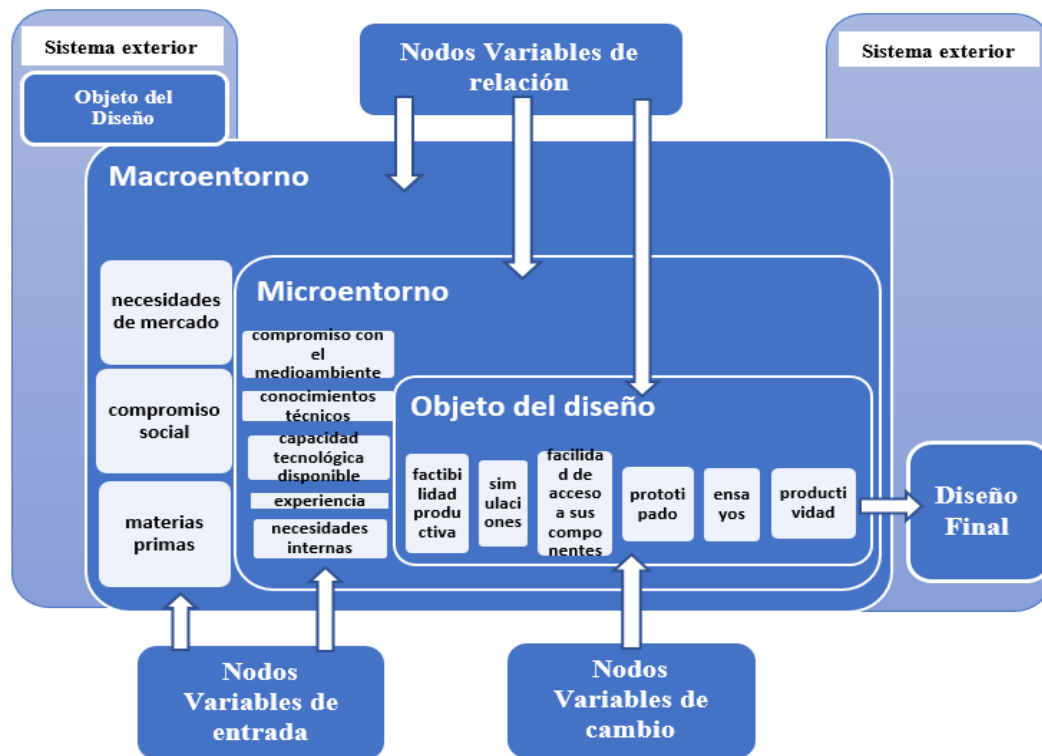 Sistema exterior
Objeto del
Diseño
Nodos Variables de
relación
Sistema exterior
Macroentorno
necesidades
de mercado
compromiso
social
materias
primas
Microentorno
compromiso con
el
medioambiente
conocimientos
técnicos
capacidad
tecnológica
disponible
experiencia
necesidades
internas
Objeto del diseño
factibi
lidad
produ
ctiva
sim
ulaci
ones
facilida
d de
acceso
a sus
compo
nentes
prototi
pado
ensa
yos
producti
vidad
Diseño
Final
Nodos
Variables de
entrada
Nodos
Variables de
cambio